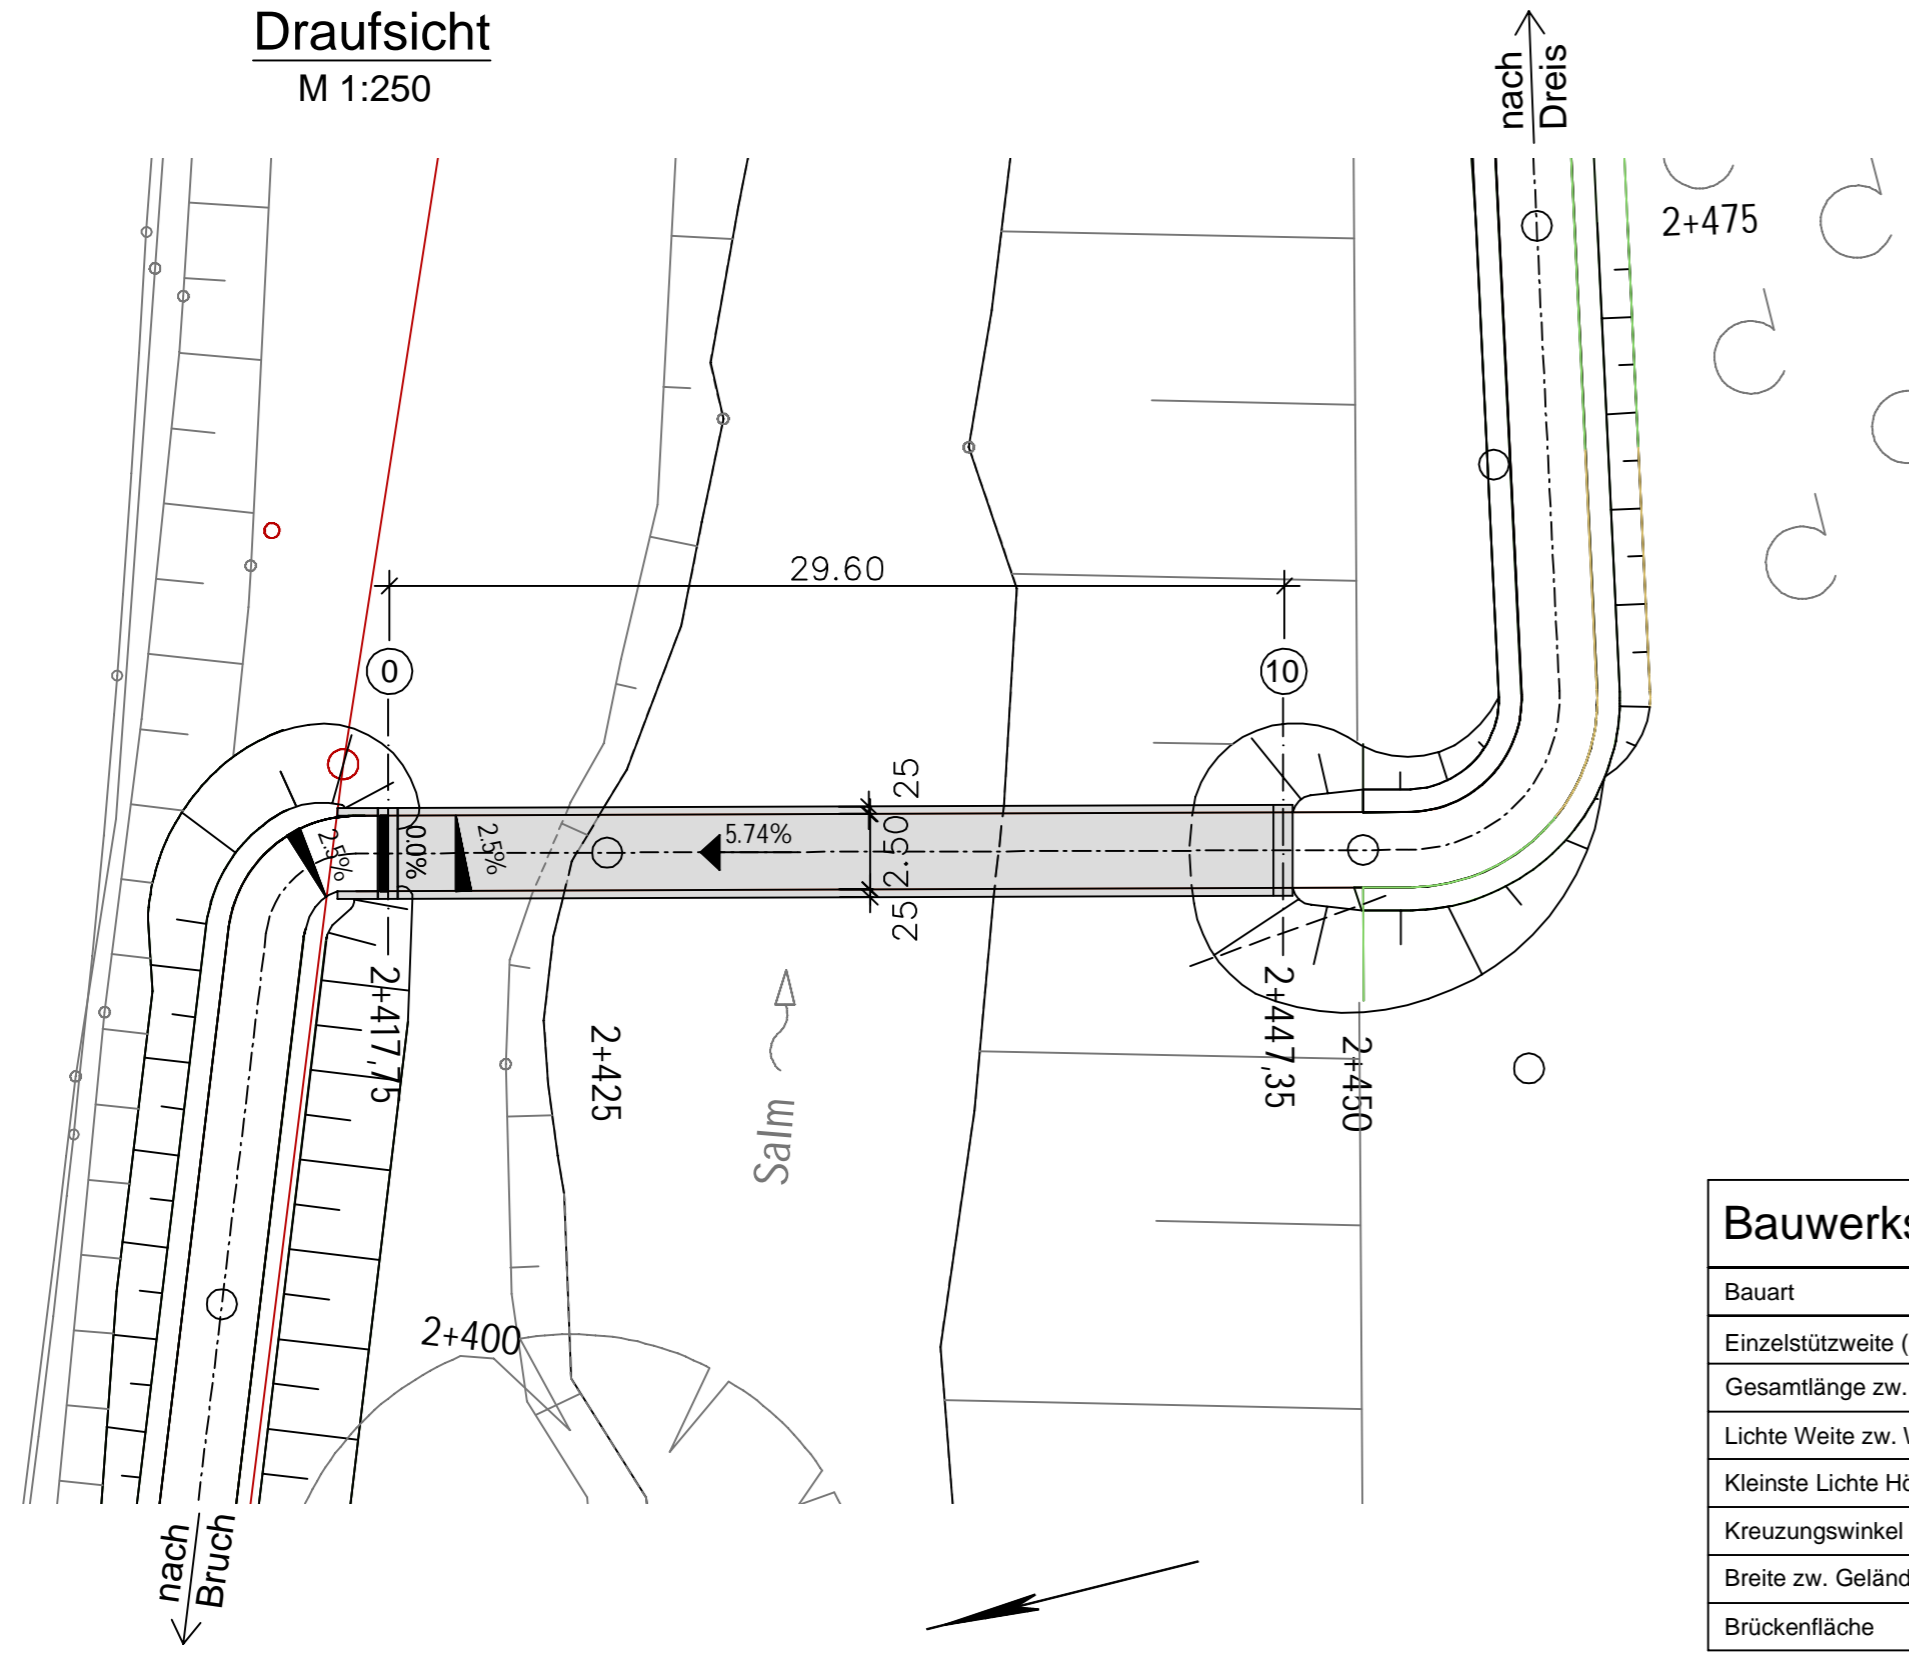 Draufsicht
M 1:250
nach
Dreis
2+475
29.60
0
10
25
2.50
25
5.74%
2.5%
0.0%
2.5%
2+417,75
2+425
Salm
2+447,35
2+450
2+400
nach
Bruch
Bauwerks
Bauart
Einzelstützweite (
Gesamtlänge zw.
Lichte Weite zw.
Kleinste Lichte
Kreuzungswinkel
Breite zw. Geländ
Brückenfläche